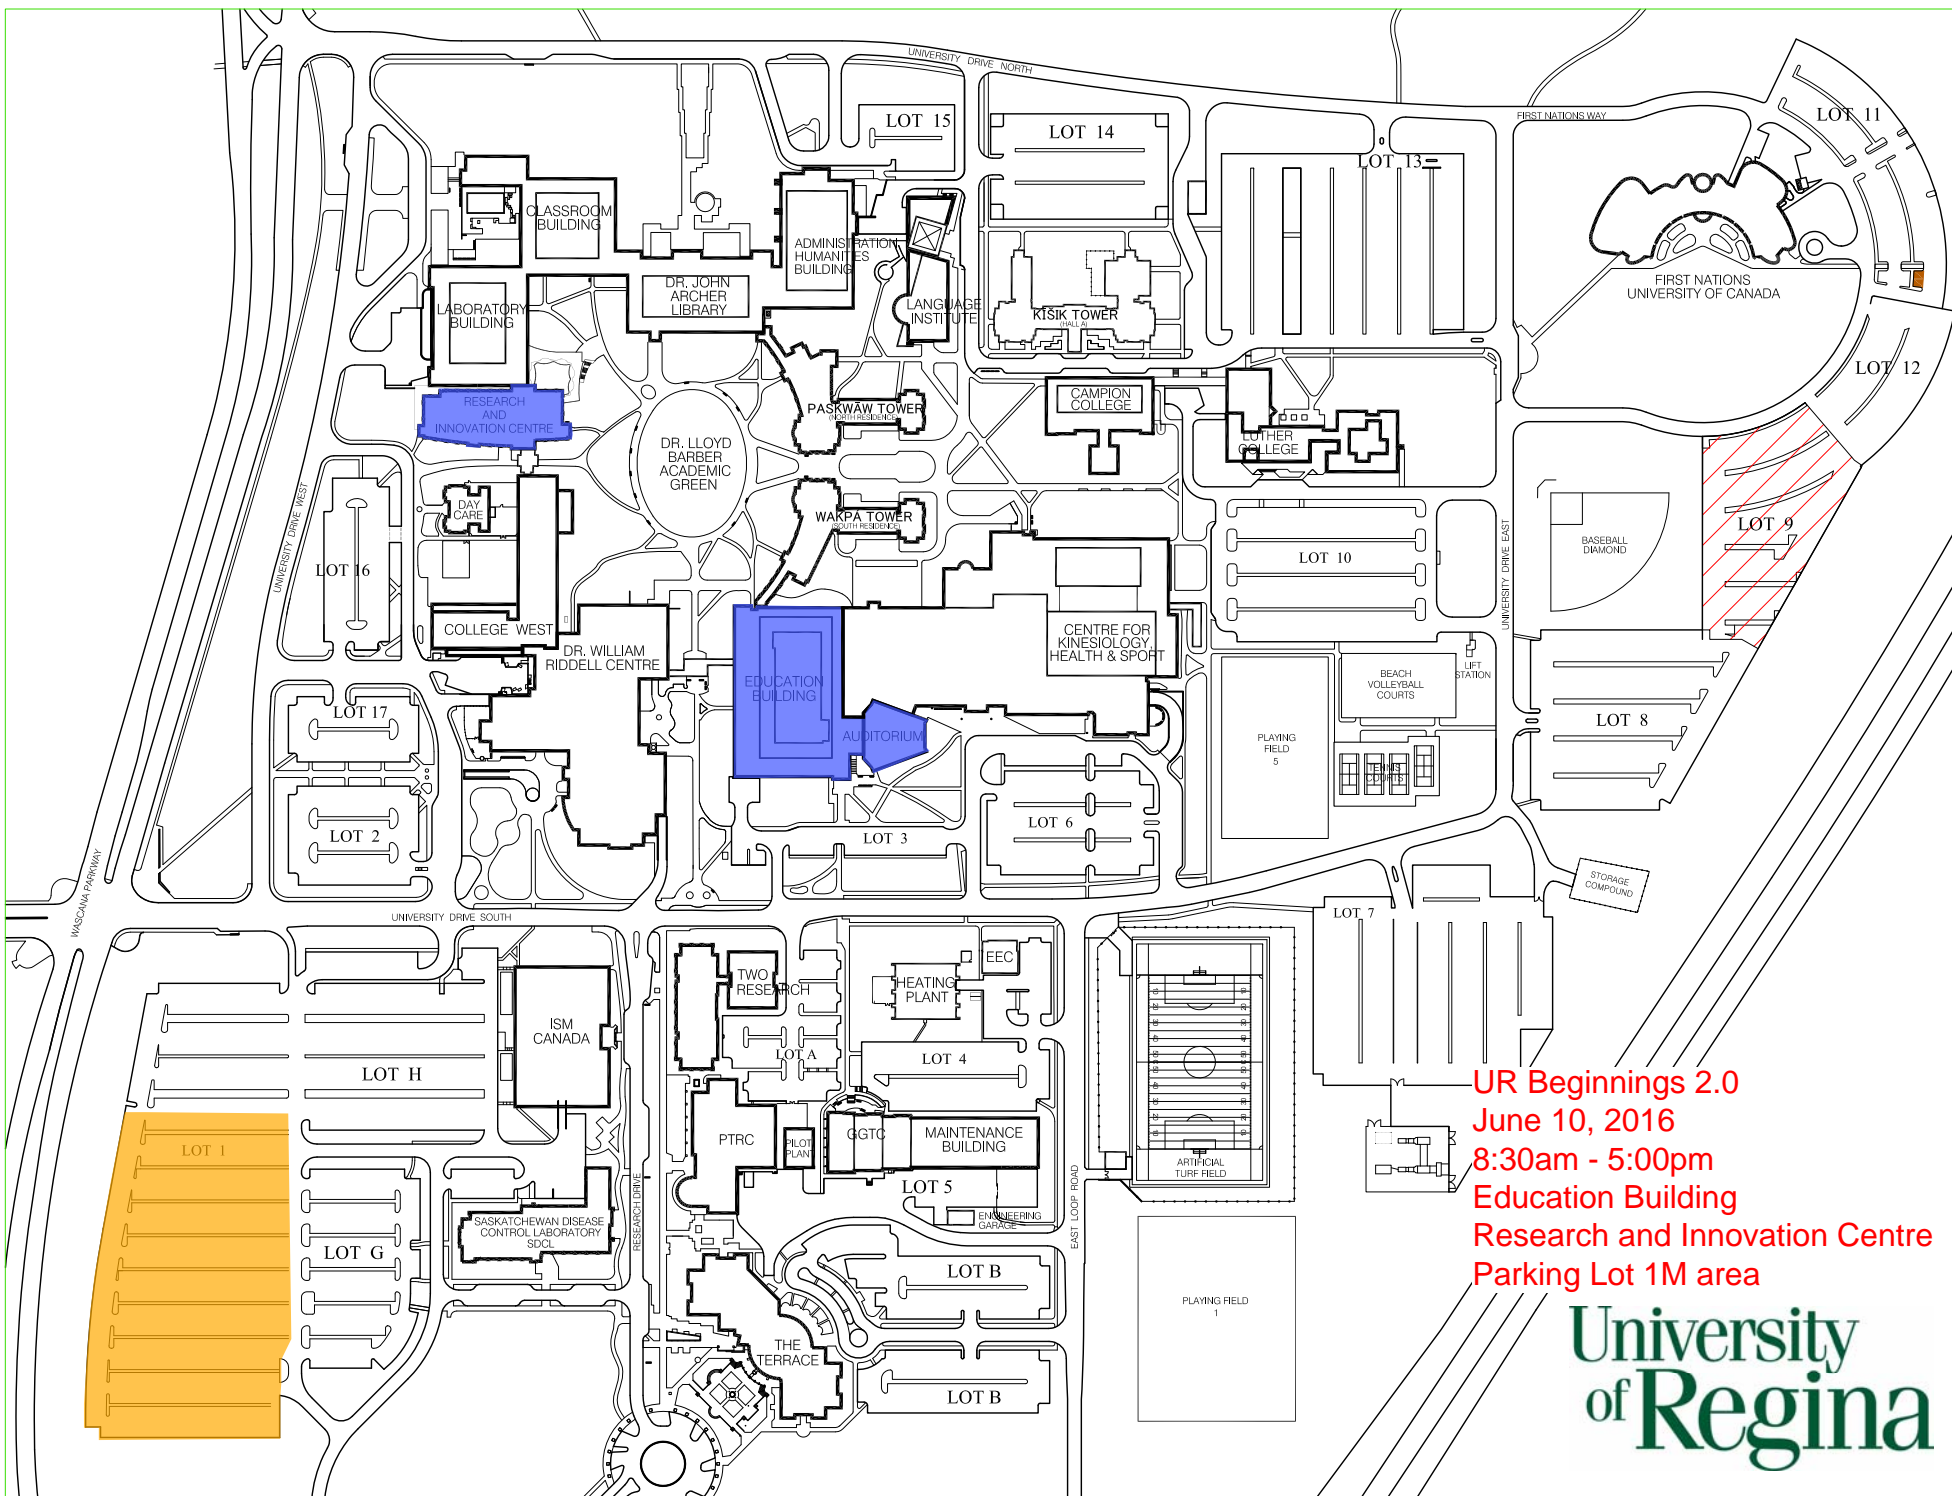 UNIVERSITY DRIVE NORTH
FIRST NATIONS WAY
LOT 11
LOT 15
LOT 14
LOT 13
CLASSROOM
BUILDING
ADMINISTRATION
HUMANITIES
BUILDING
DR. JOHN
ARCHER
LIBRARY
LABORATORY
BUILDING
LANGUAGE
INSTITUTE
KĪŠIK TOWER
(HALL A)
FIRST NATIONS
UNIVERSITY OF CANADA
LOT 12
RESEARCH
AND
INNOVATION CENTRE
PASKWĀW TOWER
(NORTH RESIDENCE)
CAMPION
COLLEGE
LUTHER
COLLEGE
DR. LLOYD
BARBER
ACADEMIC
GREEN
DAY
CARE
WAKPÁ TOWER
(SOUTH RESIDENCE)
UNIVERSITY DRIVE WEST
LOT 16
LOT 10
UNIVERSITY DRIVE EAST
BASEBALL
DIAMOND
LOT 9
COLLEGE WEST
DR. WILLIAM
RIDDELL CENTRE
CENTRE FOR
KINESIOLOGY,
HEALTH & SPORT
EDUCATION
BUILDING
AUDITORIUM
BEACH
VOLLEYBALL
COURTS
LIFT
STATION
LOT 17
LOT 8
PLAYING
FIELD
5
TENNIS
COURTS
LOT 2
LOT 3
LOT 6
WASCANA PARKWAY
STORAGE
COMPOUND
UNIVERSITY DRIVE SOUTH
LOT 7
TWO
RESEARCH
HEATING
PLANT
EEC
ISM
CANADA
LOT H
LOT A
LOT 4
LOT 1
PTRC
PILOT
PLANT
GGTC
MAINTENANCE
BUILDING
ARTIFICIAL
TURF FIELD
LOT 5
ENGINEERING
GARAGE
SASKATCHEWAN DISEASE
CONTROL LABORATORY
SDCL
RESEARCH DRIVE
EAST LOOP ROAD
LOT G
LOT B
PLAYING FIELD
1
THE
TERRACE
LOT B
UR Beginnings 2.0
June 10, 2016
8:30am - 5:00pm
Education Building
Research and Innovation Centre
Parking Lot 1M area
University
of Regina